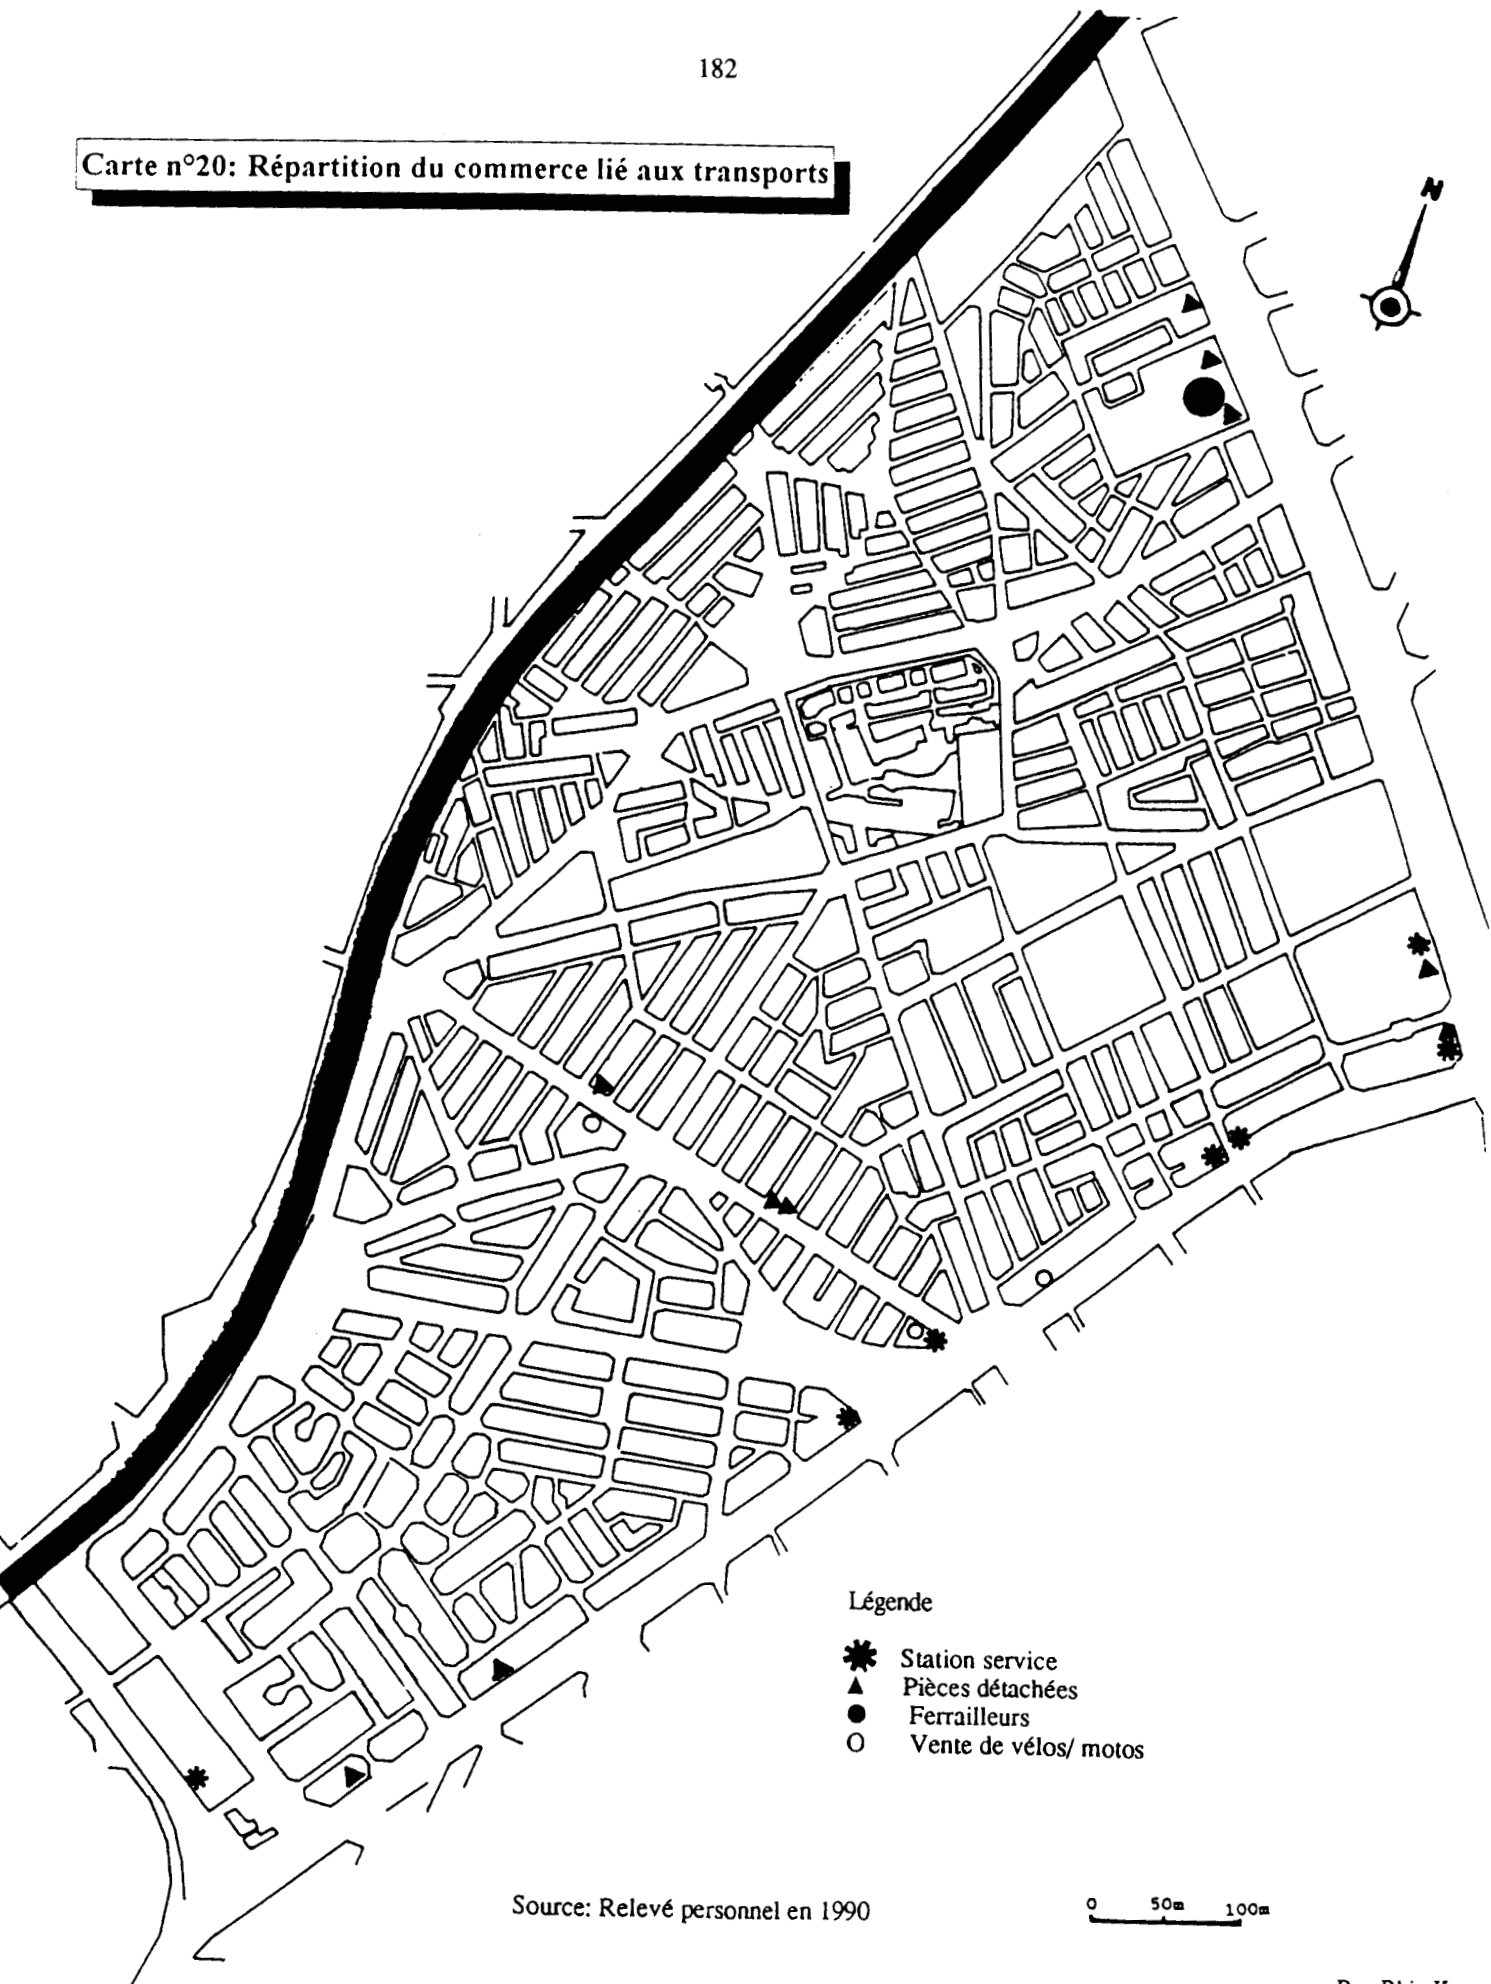 182
Carte n°20: Répartition du commerce lié aux transports
N
Légende
Station service
Pièces détachées
Ferrailleurs
Vente de vélos/ motos
Source: Relevé personnel en 1990
0 50m 100m